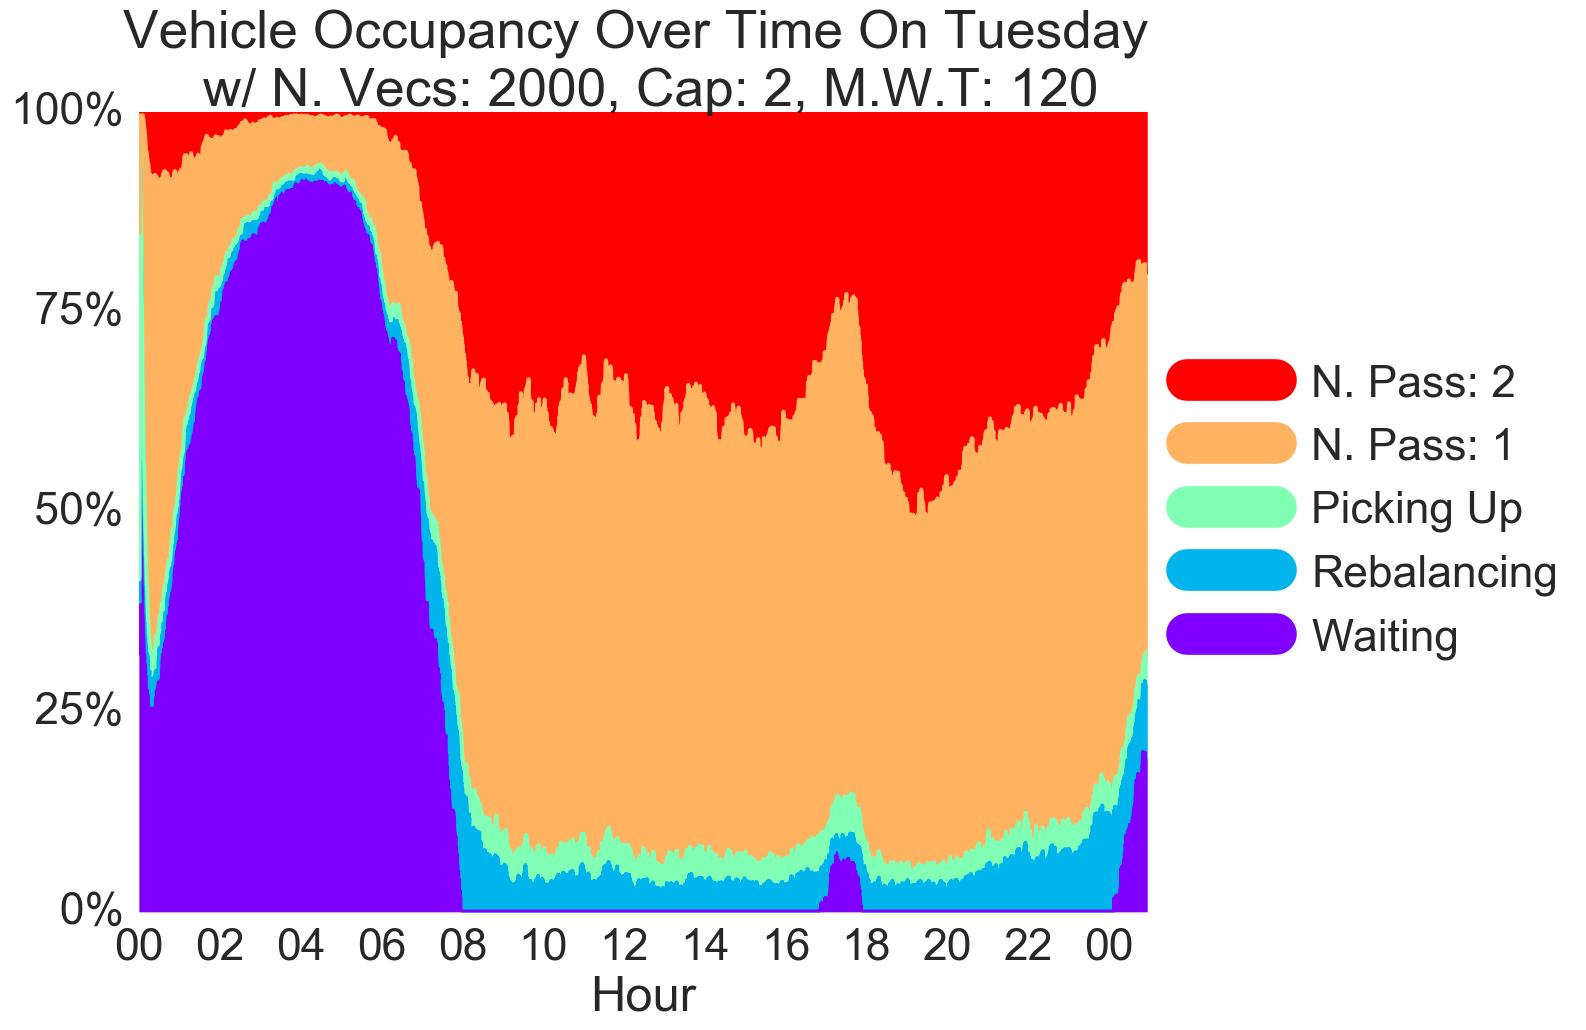 Vehicle Occupancy Over Time On Tuesday
w/ N. Vecs: 2000, Cap: 2, M.W.T: 120
100%
75%
50%
25%
0%
00 02 04 06 08 10 12 14 16 18 20 22 00
Hour
N. Pass: 2
N. Pass: 1
Picking Up
Rebalancing
Waiting